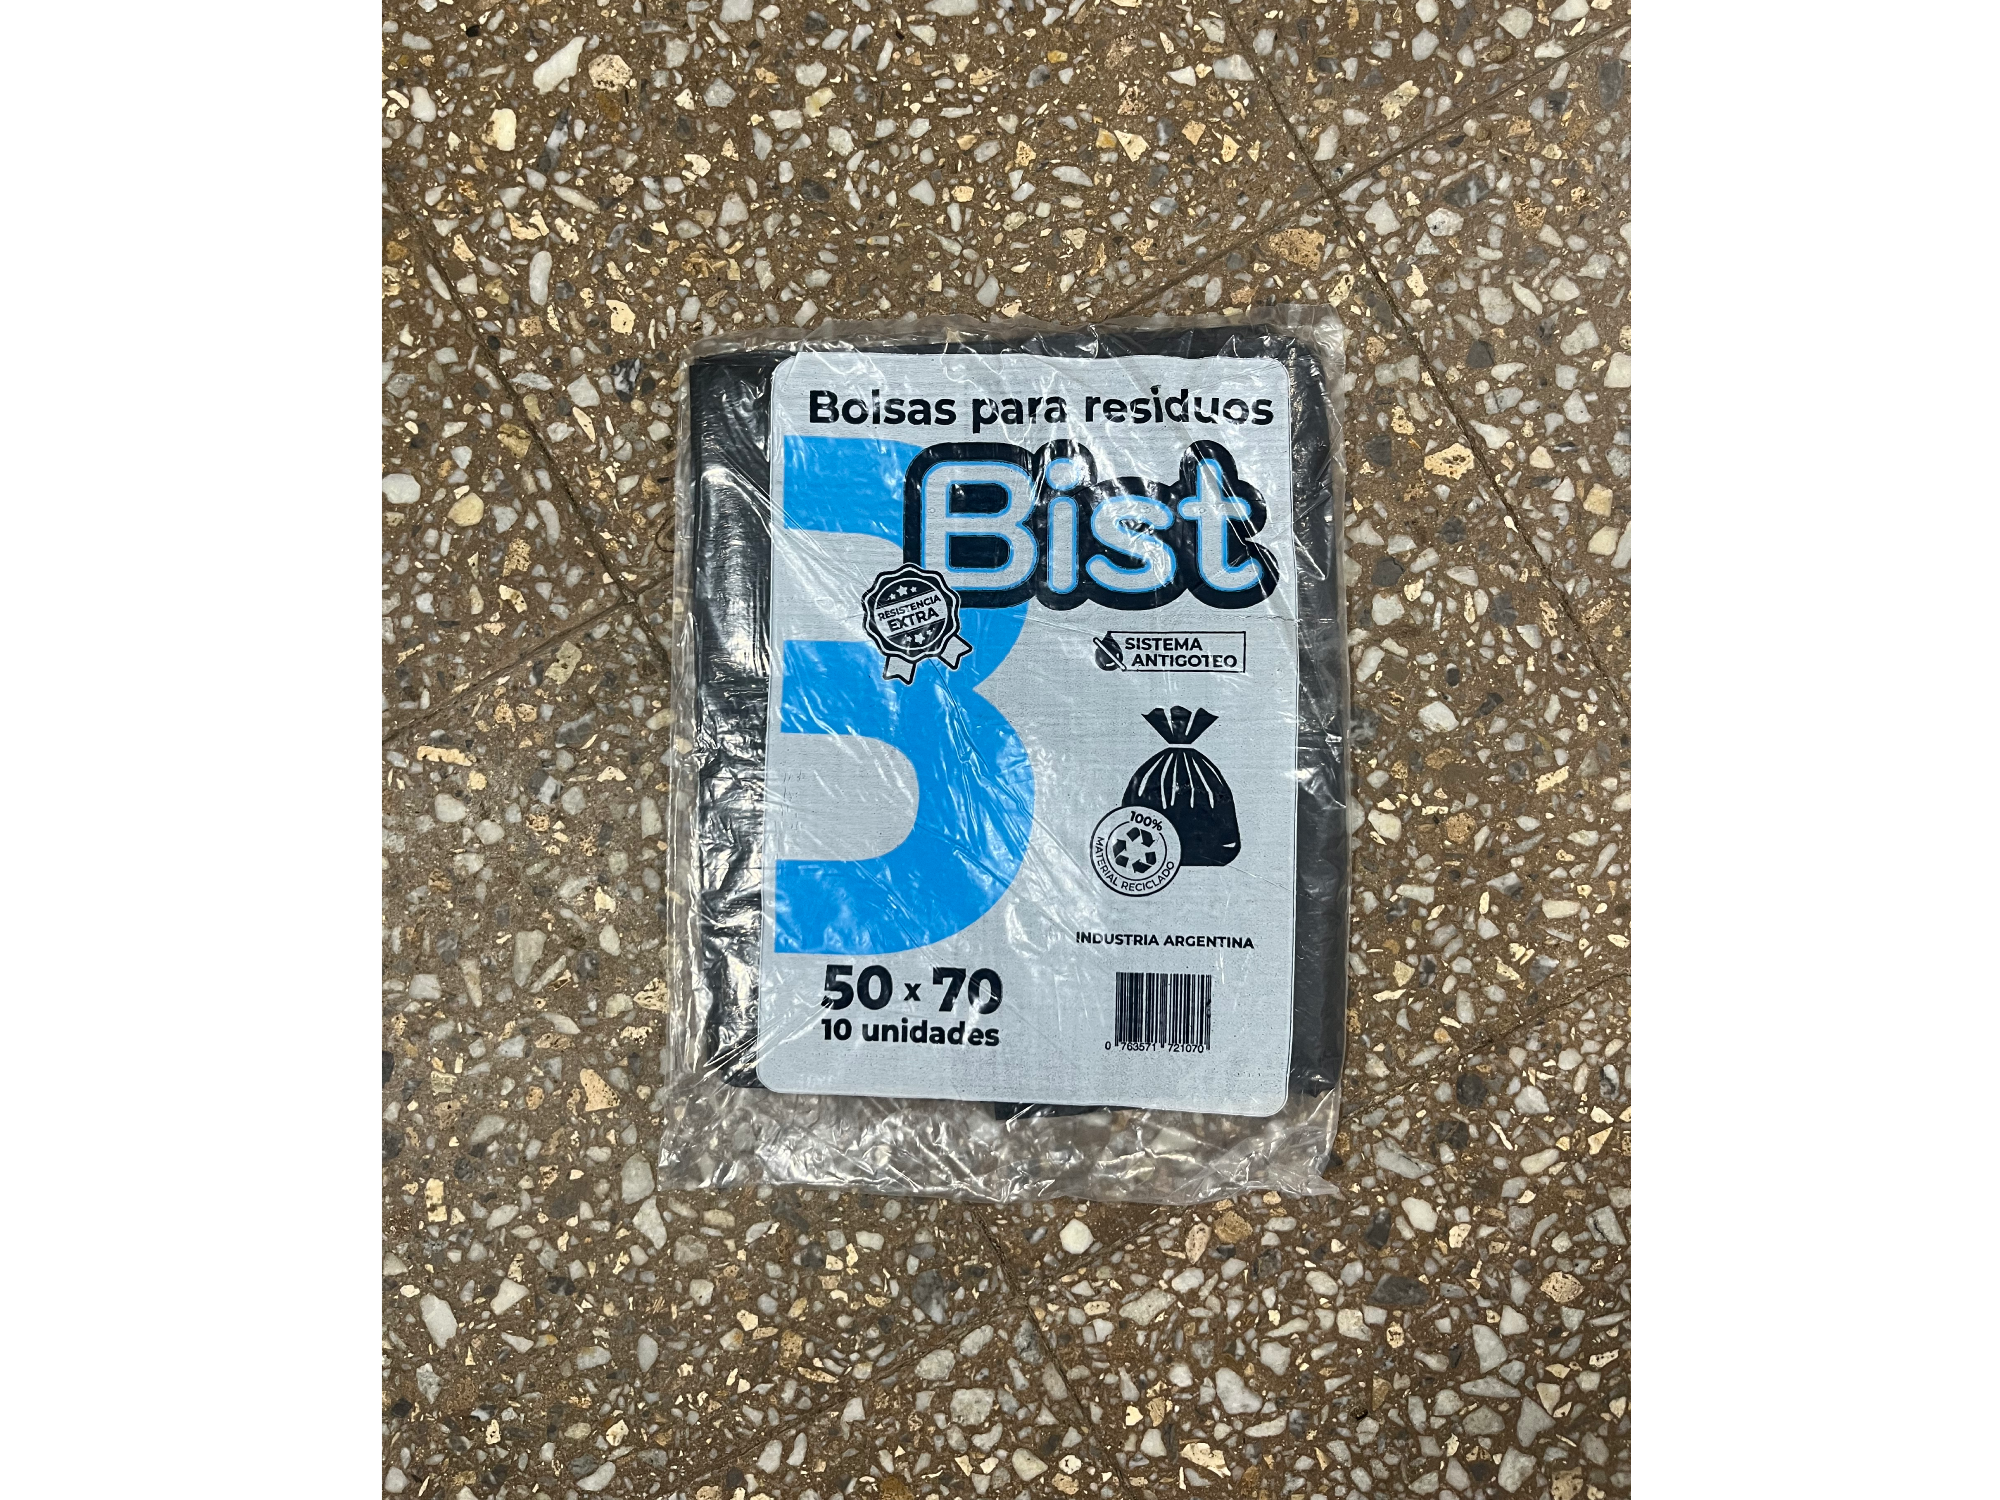 Bolsas para residuos
Bist
RESISTENCIA
EXTRA
SISTEMA
ANTIGOTEO
100%
MATERIAL RECICLADO
INDUSTRIA ARGENTINA
50 x 70
10 unidades
0 763571 721070